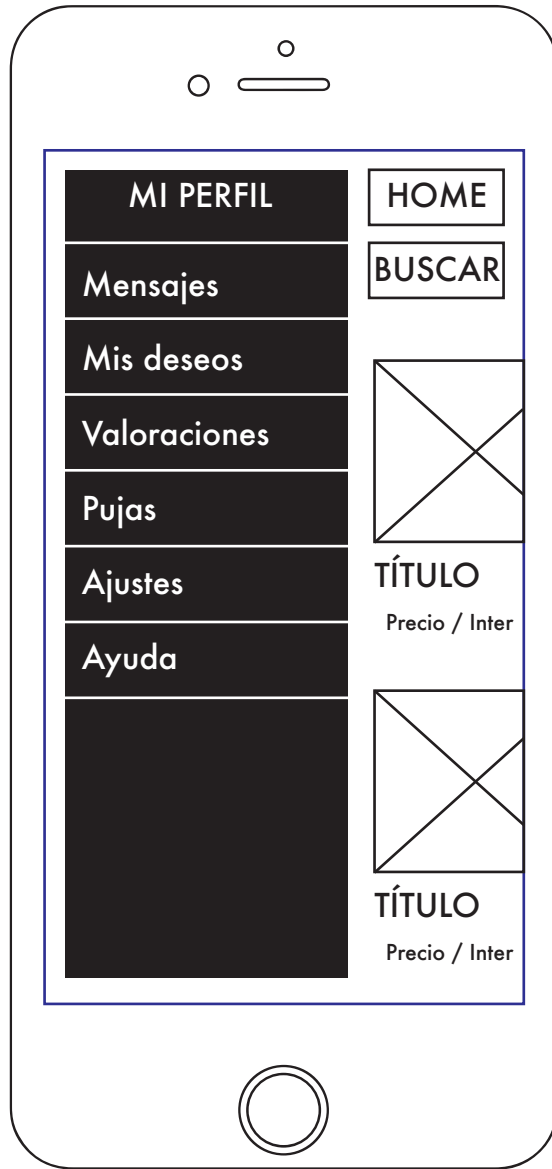 MI PERFIL
Mensajes
Mis deseos
Valoraciones
Pujas
Ajustes
Ayuda
HOME
BUSCAR
TÍTULO
Precio / Inter
TÍTULO
Precio / Inter